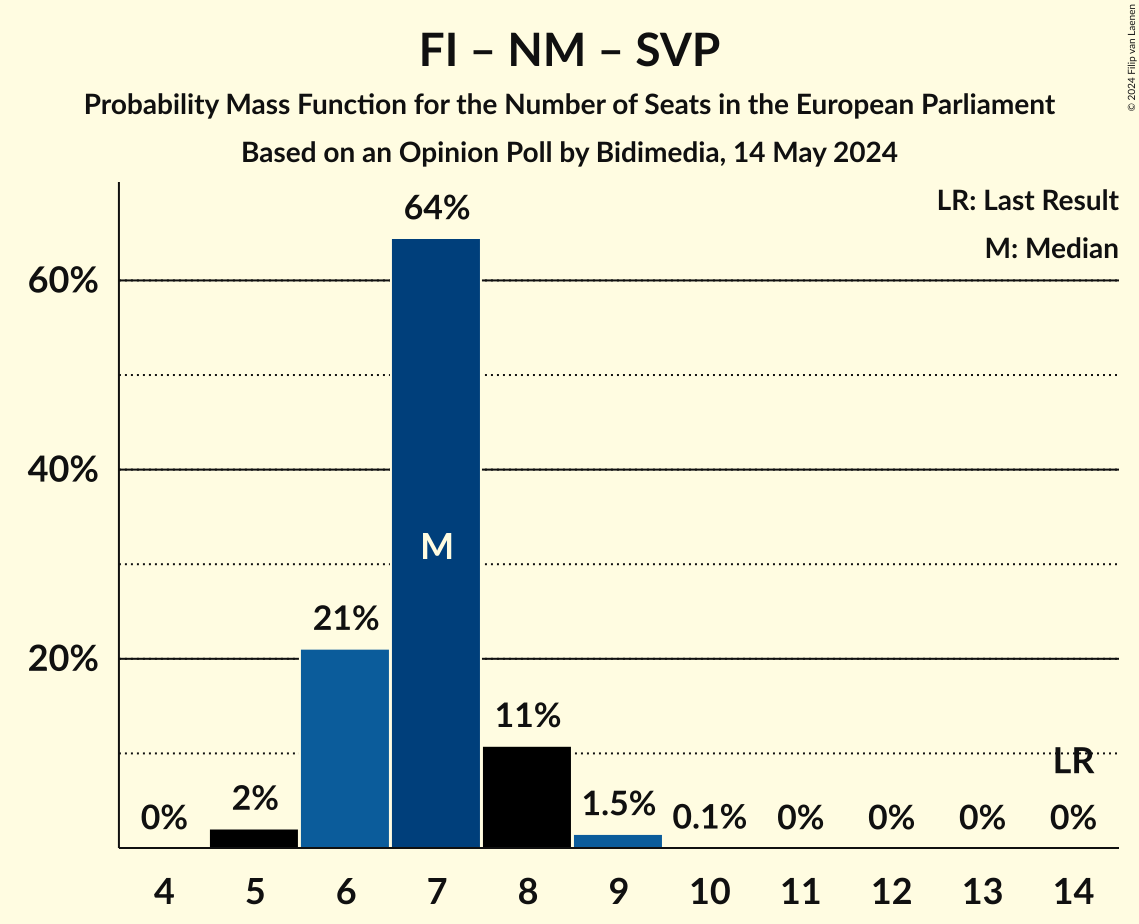 FI – NM – SVP
Probability Mass Function for the Number of Seats in the European Parliament
Based on an Opinion Poll by Bidimedia, 14 May 2024
© 2024 Filip van Laenen
LR: Last Result
M: Median
64%
60%
40%
M
21%
20%
11%
LR
0% 2% 1.5% 0.1% 0% 0% 0% 0%
4 5 6 7 8 9 10 11 12 13 14